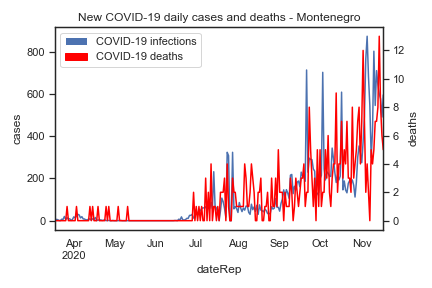 New COVID-19 daily cases and deaths - Montenegro
COVID-19 infections
COVID-19 deaths
800
600
400
200
0
cases
12
10
8
6
4
2
0
deaths
Apr May Jun Jul Aug Sep Oct Nov
2020
dateRep